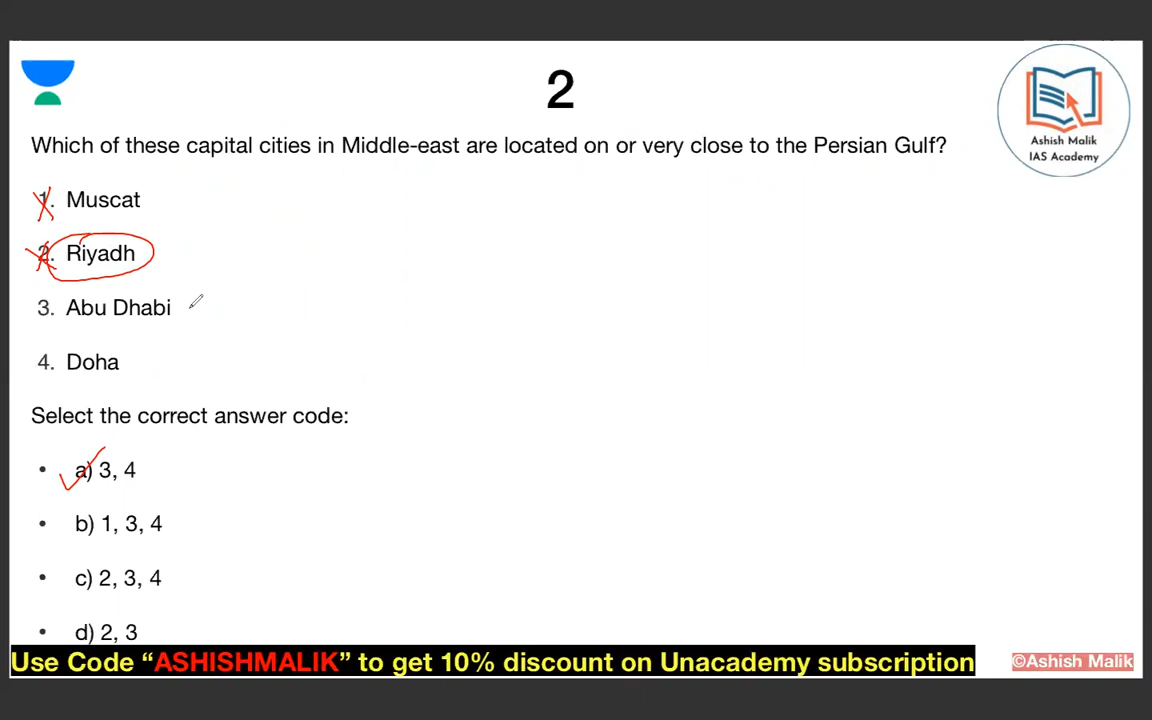 2
Ashish Malik
IAS Academy
Which of these capital cities in Middle-east are located on or very close to the Persian Gulf?
1. Muscat
2. Riyadh
3. Abu Dhabi
4. Doha
Select the correct answer code:
• a) 3, 4
• b) 1, 3, 4
• c) 2, 3, 4
• d) 2, 3
Use Code “ASHISHMALIK” to get 10% discount on Unacademy subscription
©Ashish Malik